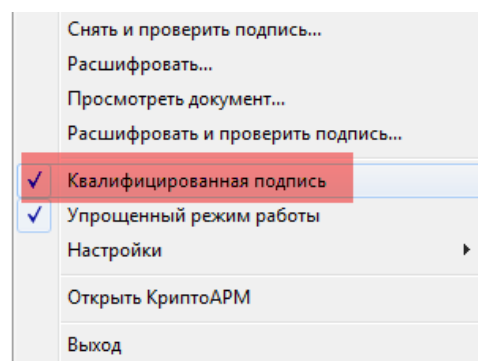 Снять и проверить подпись...
Расшифровать...
Просмотреть документ...
Расшифровать и проверить подпись...
Квалифицированная подпись
Упрощенный режим работы
Настройки
Открыть КриптоАРМ
Выход